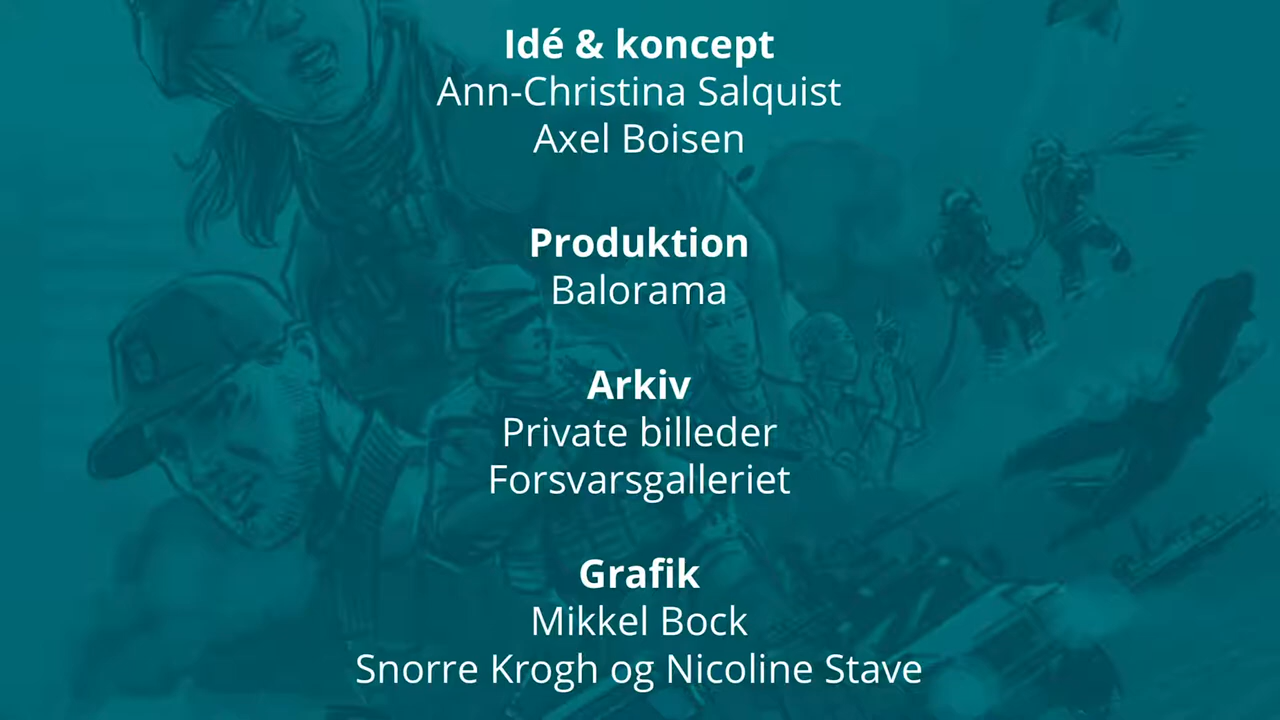 Idé & koncept
Ann-Christina Salquist
Axel Boisen
Produktion
Balorama
Arkiv
Private billeder
Forsvarsgalleriet
Grafik
Mikkel Bock
Snorre Krogh og Nicoline Stave